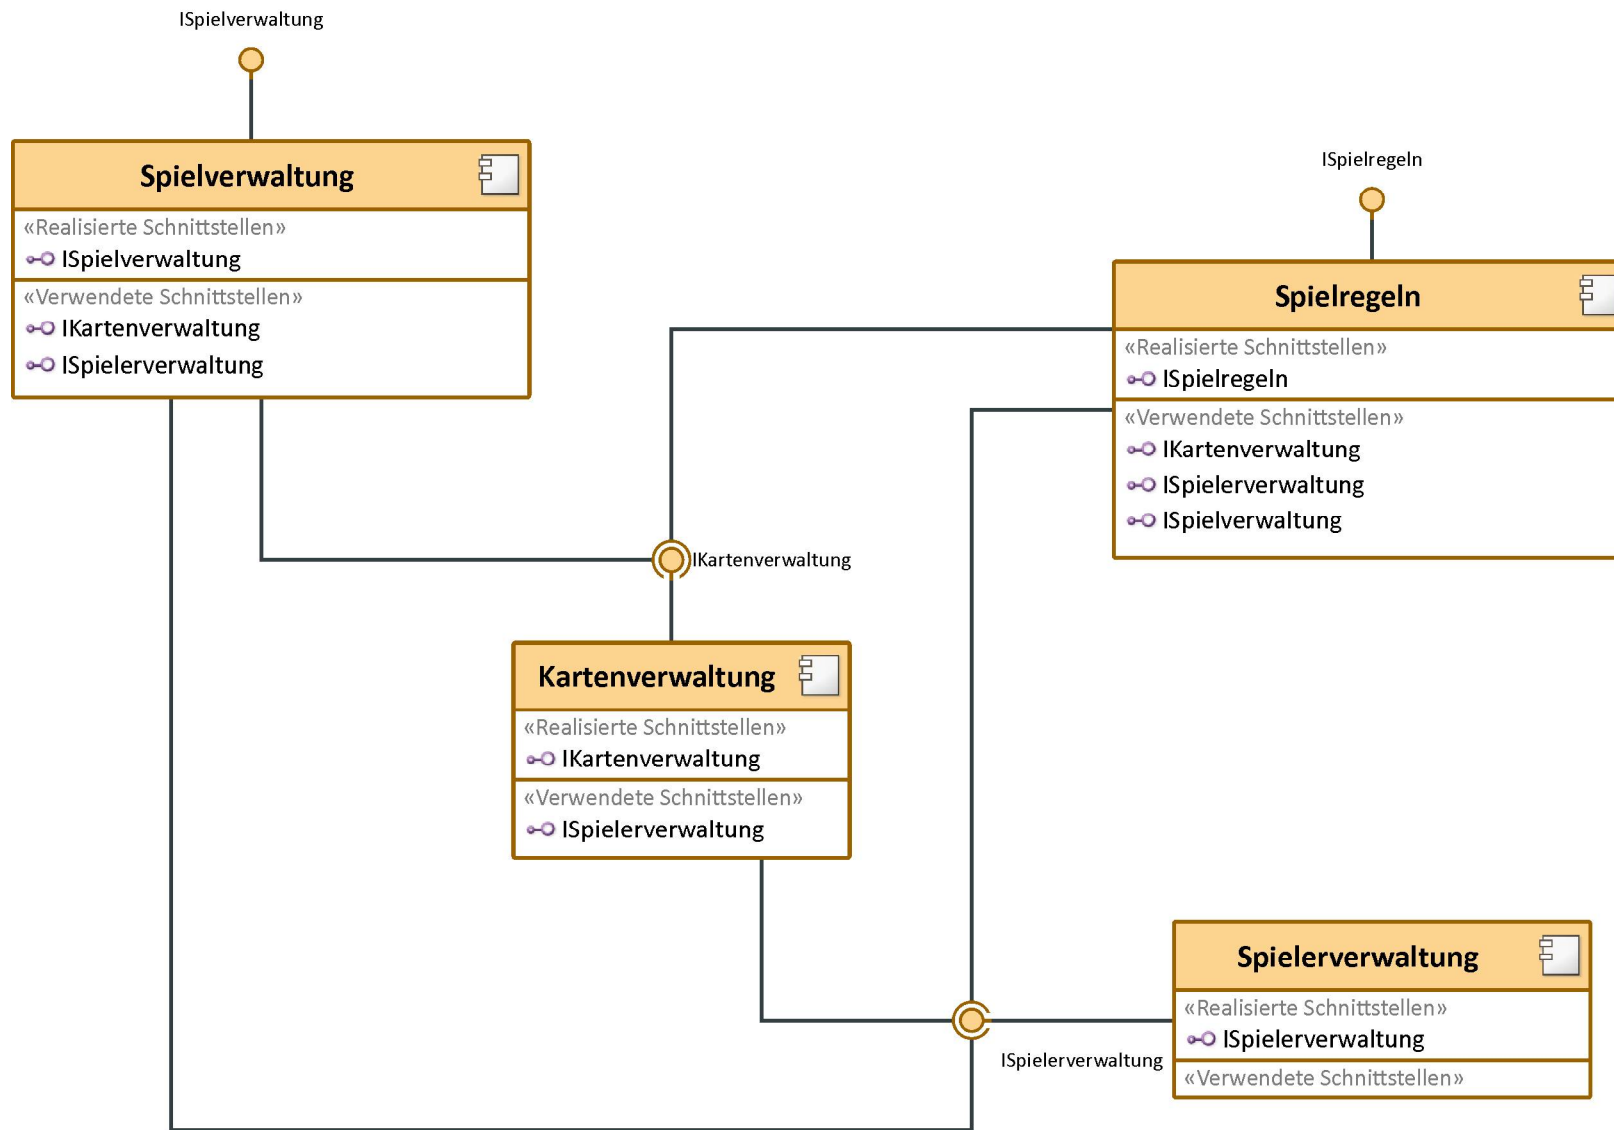 ISpielverwaltung
Spielverwaltung
«Realisierte Schnittstellen»
ISpielverwaltung
«Verwendete Schnittstellen»
IKartenverwaltung
ISpielerverwaltung
ISpielregeln
Spielregeln
«Realisierte Schnittstellen»
ISpielregeln
«Verwendete Schnittstellen»
IKartenverwaltung
ISpielerverwaltung
ISpielverwaltung
IKartenverwaltung
Kartenverwaltung
«Realisierte Schnittstellen»
IKartenverwaltung
«Verwendete Schnittstellen»
ISpielerverwaltung
ISpielerverwaltung
Spielerverwaltung
«Realisierte Schnittstellen»
ISpielerverwaltung
«Verwendete Schnittstellen»